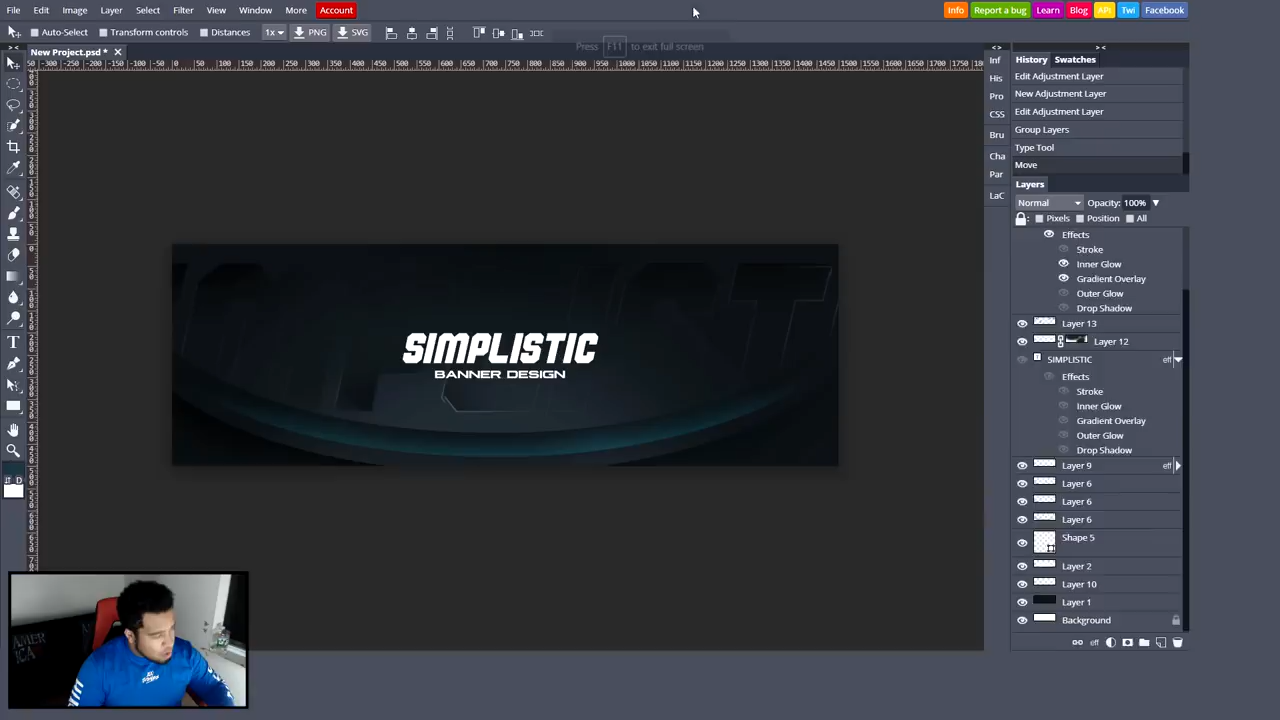 File Edit Image Layer Select Filter View Window More Account
Info Report a bug Learn Blog API Twi Facebook
Auto-Select Transform controls Distances 1x PNG SVG
Press F11 to exit full screen
New Project.psd *
History Swatches
Edit Adjustment Layer
New Adjustment Layer
Edit Adjustment Layer
Group Layers
Type Tool
Move
Inf
His
Pro
CSS
Bru
Cha
Par
LaC
Layers
Normal Opacity: 100%
Pixels Position All
Effects
Stroke
Inner Glow
Gradient Overlay
Outer Glow
Drop Shadow
Layer 13
Layer 12
SIMPLISTIC eff
Effects
Stroke
Inner Glow
Gradient Overlay
Outer Glow
Drop Shadow
Layer 9 eff
Layer 6
Layer 6
Layer 6
Shape 5
Layer 2
Layer 10
Layer 1
Background
eff
SIMPLISTIC
BANNER DESIGN
AMER
ICA